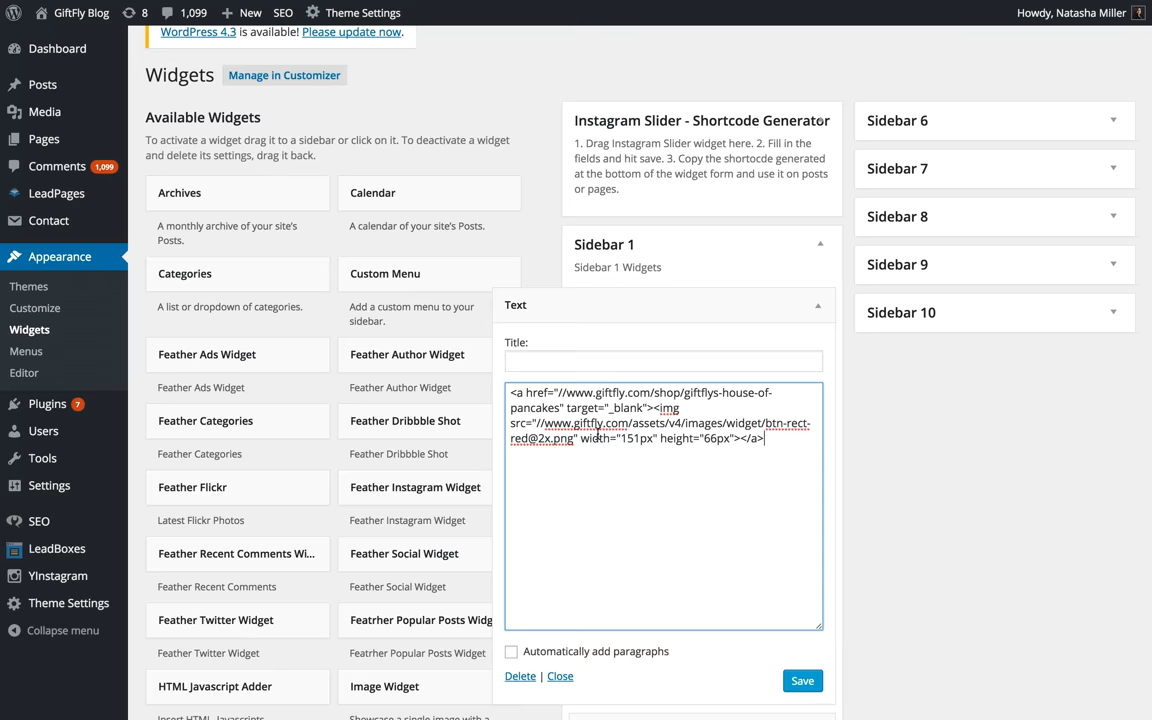 GiftFly Blog
8
1,099
New
SEO
Theme Settings
Howdy, Natasha Miller
Dashboard
Posts
Media
Pages
Comments 1,099
LeadPages
Contact
Appearance
Themes
Customize
Widgets
Menus
Editor
Plugins 7
Users
Tools
Settings
SEO
LeadBoxes
YInstagram
Theme Settings
Collapse menu
WordPress 4.3 is available! Please update now.
Widgets
Manage in Customizer
Available Widgets
To activate a widget drag it to a sidebar or click on it. To deactivate a widget
and delete its settings, drag it back.
Archives
A monthly archive of your site's
Posts.
Calendar
A calendar of your site's Posts.
Categories
A list or dropdown of categories.
Custom Menu
Add a custom menu to your
sidebar.
Feather Ads Widget
Feather Ads Widget
Feather Author Widget
Feather Author Widget
Feather Categories
Feather Categories
Feather Dribbble Shot
Feather Dribbble Shot
Feather Flickr
Latest Flickr Photos
Feather Instagram Widget
Feather Instagram Widget
Feather Recent Comments Wi...
Feather Recent Comments
Feather Social Widget
Feather Social Widget
Feather Twitter Widget
Feather Twitter Widget
Featrher Popular Posts Widg
Featrher Popular Posts Widget
HTML Javascript Adder
Insert HTML, Javascripts
Image Widget
Showcase a single image with a
Instagram Slider - Shortcode Generator
1. Drag Instagram Slider widget here. 2. Fill in the
fields and hit save. 3. Copy the shortocde generated
at the bottom of the widget form and use it on posts
or pages.
Sidebar 1
Sidebar 1 Widgets
Text
Title:
<a href="//www.giftfly.com/shop/giftflys-house-of-
pancakes" target="_blank"><img
src="//www.giftfly.com/assets/v4/images/widget/btn-rect-
red@2x.png" width="151px" height="66px"></a>
Automatically add paragraphs
Delete | Close
Save
Sidebar 6
Sidebar 7
Sidebar 8
Sidebar 9
Sidebar 10